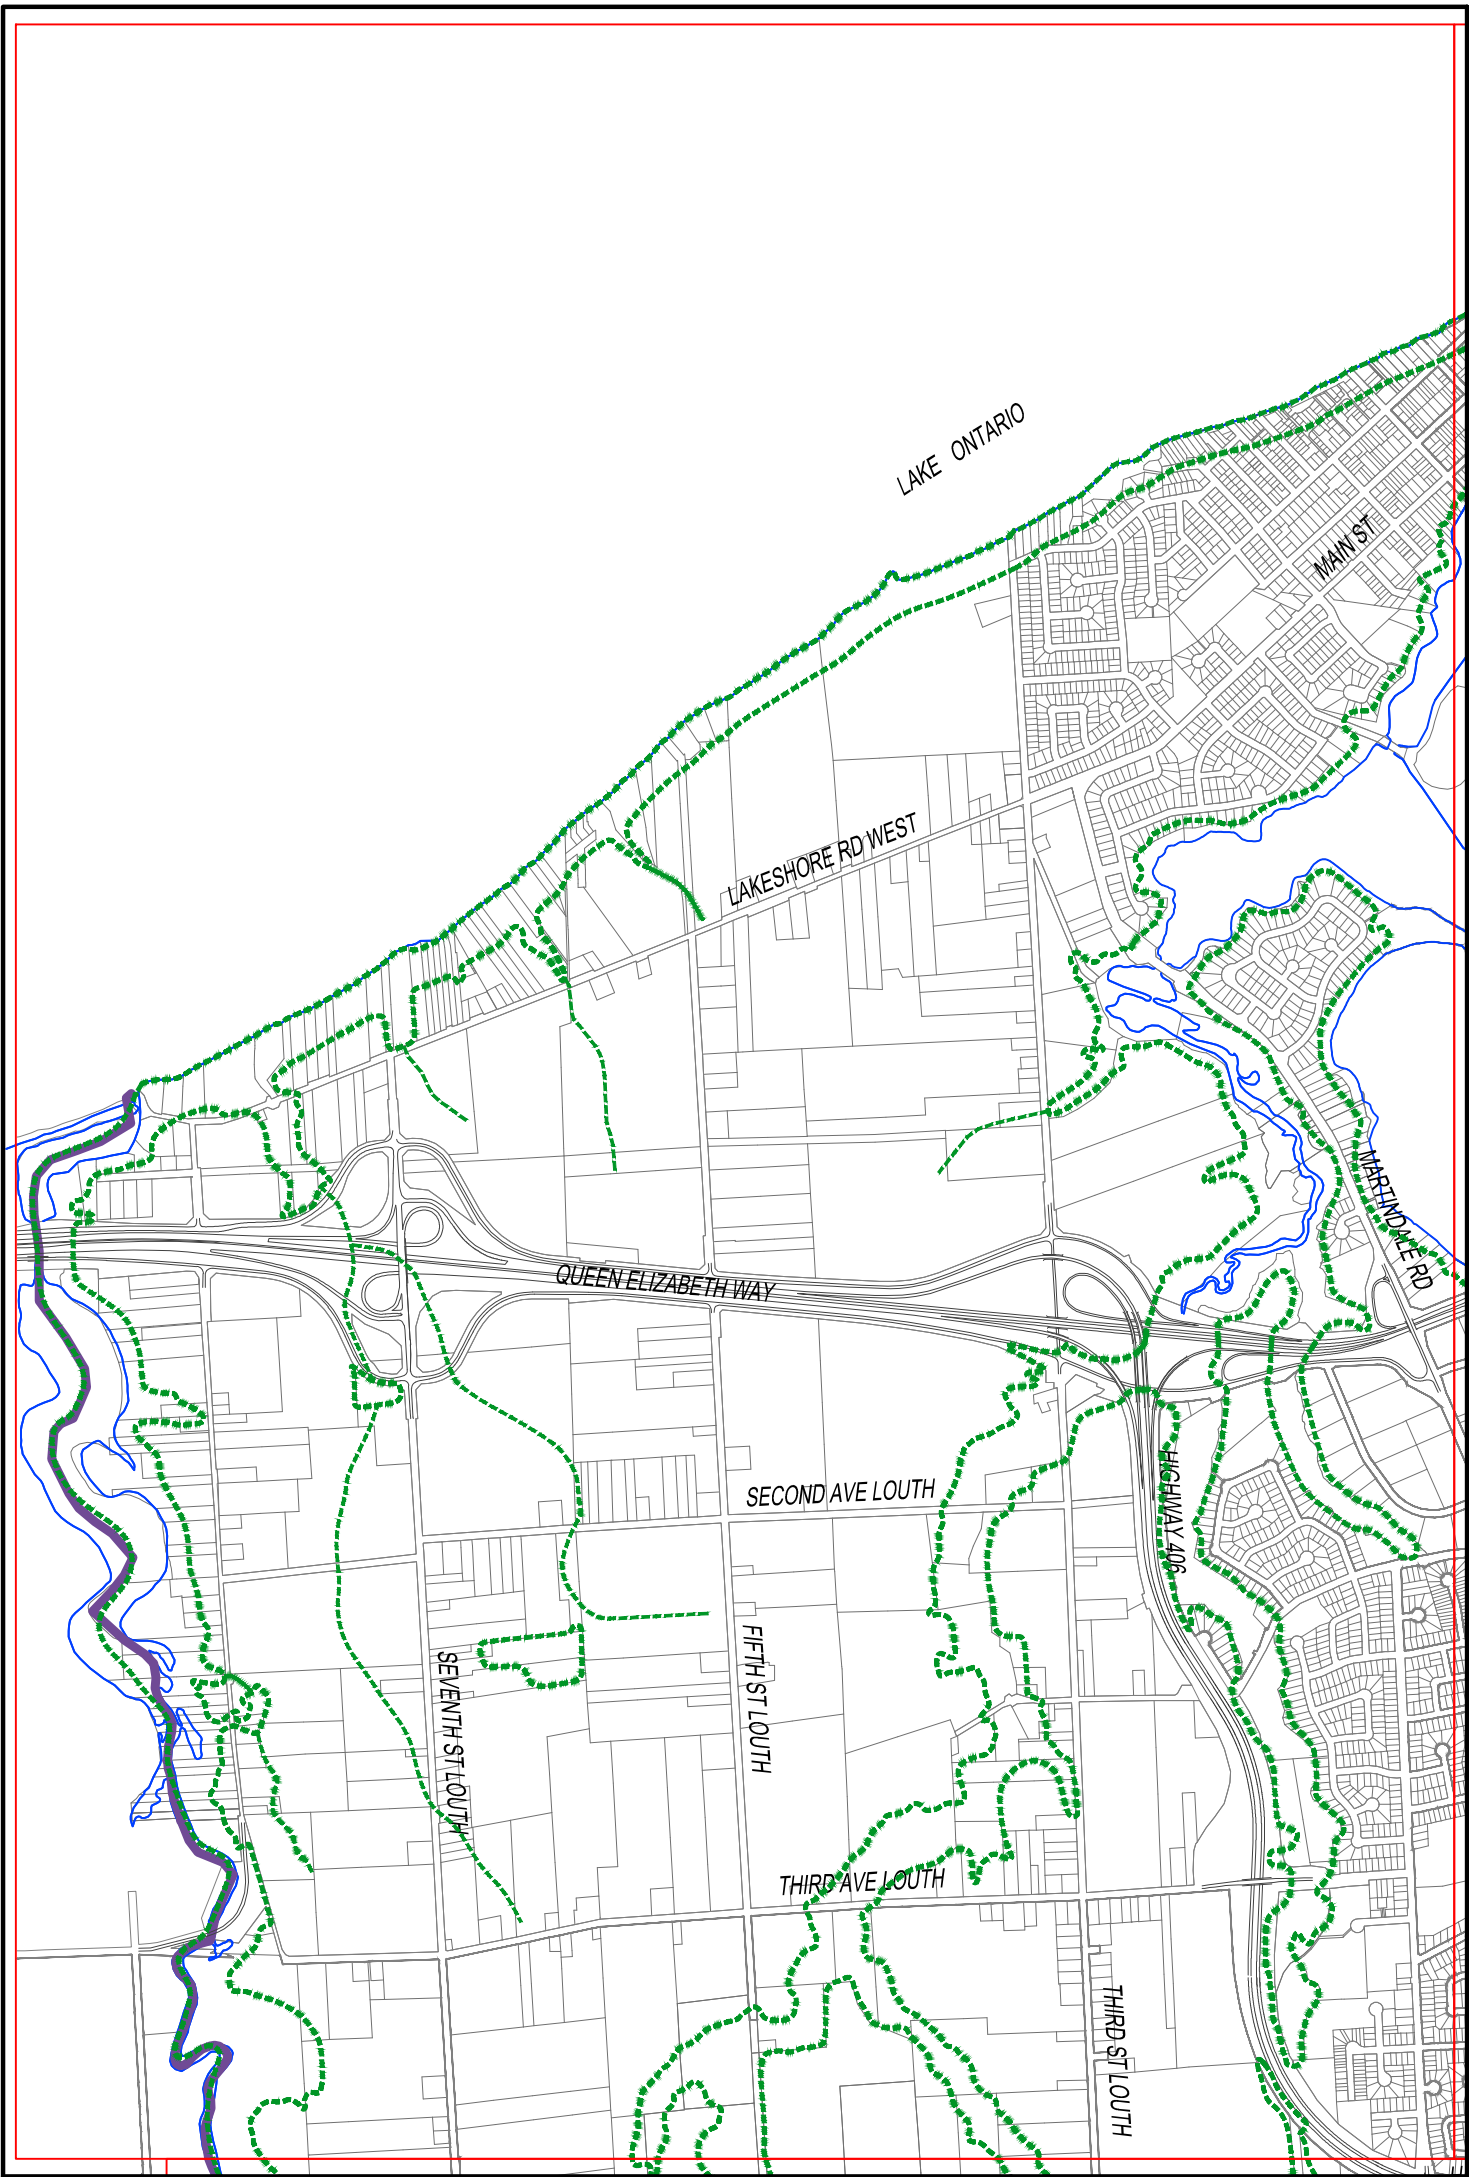 LAKE ONTARIO
MAIN ST
LAKESHORE RD WEST
MARTINDALE RD
QUEEN ELIZABETH WAY
HIGHWAY 406
SECOND AVE LOUTH
FIFTH ST LOUTH
SEVENTH ST LOUTH
THIRD AVE LOUTH
THIRD ST LOUTH